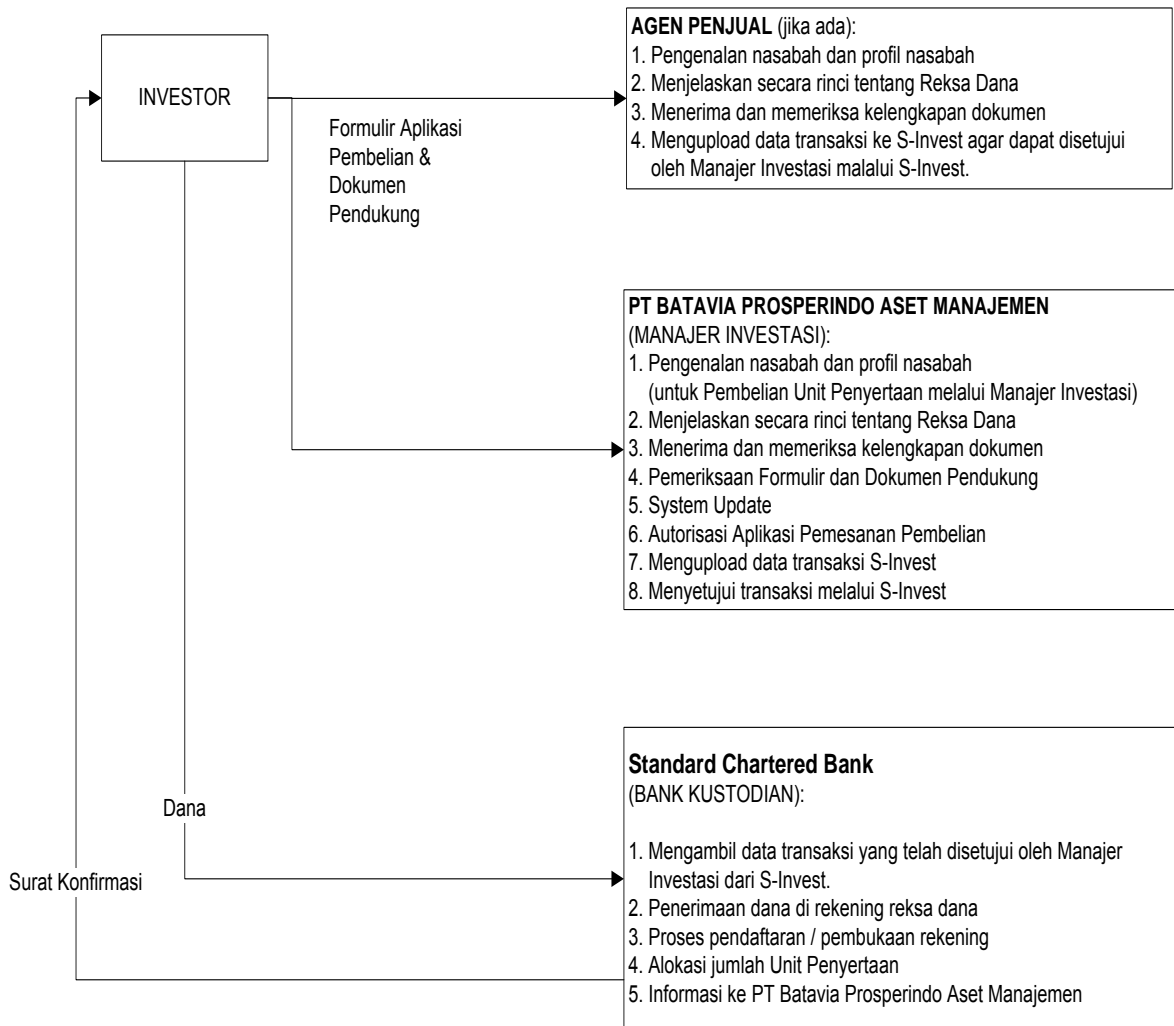 INVESTOR
Formulir Aplikasi
Pembelian &
Dokumen
Pendukung
AGEN PENJUAL (jika ada):
1. Pengenalan nasabah dan profil nasabah
2. Menjelaskan secara rinci tentang Reksa Dana
3. Menerima dan memeriksa kelengkapan dokumen
4. Mengupload data transaksi ke S-Invest agar dapat disetujui
oleh Manajer Investasi malalui S-Invest.
PT BATAVIA PROSPERINDO ASET MANAJEMEN
(MANAJER INVESTASI):
1. Pengenalan nasabah dan profil nasabah
(untuk Pembelian Unit Penyertaan melalui Manajer Investasi)
2. Menjelaskan secara rinci tentang Reksa Dana
3. Menerima dan memeriksa kelengkapan dokumen
4. Pemeriksaan Formulir dan Dokumen Pendukung
5. System Update
6. Autorisasi Aplikasi Pemesanan Pembelian
7. Mengupload data transaksi S-Invest
8. Menyetujui transaksi melalui S-Invest
Dana
Surat Konfirmasi
Standard Chartered Bank
(BANK KUSTODIAN):
1. Mengambil data transaksi yang telah disetujui oleh Manajer
Investasi dari S-Invest.
2. Penerimaan dana di rekening reksa dana
3. Proses pendaftaran / pembukaan rekening
4. Alokasi jumlah Unit Penyertaan
5. Informasi ke PT Batavia Prosperindo Aset Manajemen